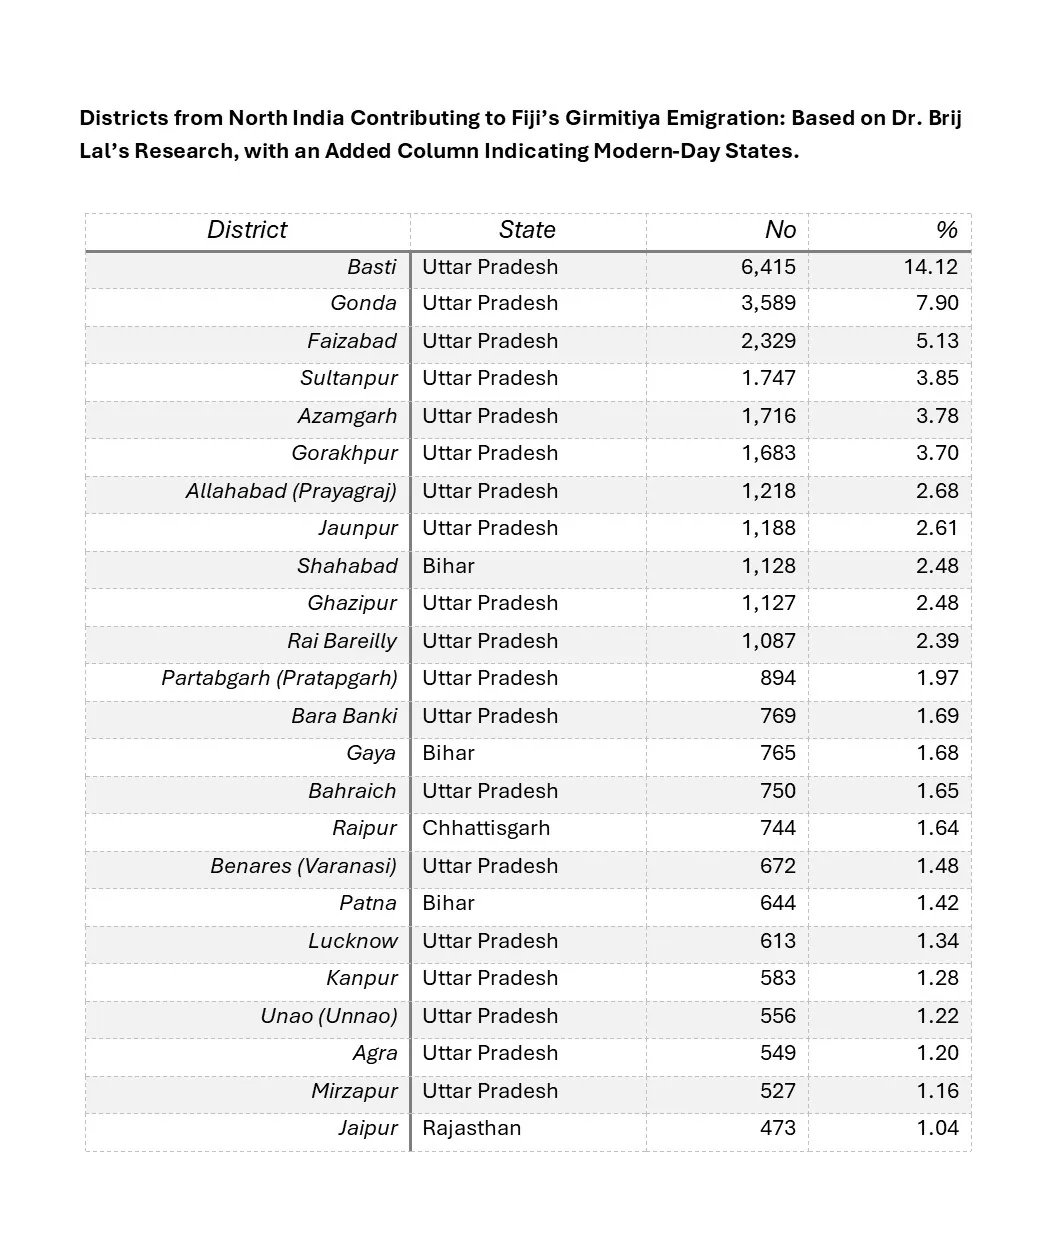 Districts from North India Contributing to Fiji’s Girmitiya Emigration: Based on Dr. Brij
Lal’s Research, with an Added Column Indicating Modern-Day States.
District State No %
Basti Uttar Pradesh 6,415 14.12
Gonda Uttar Pradesh 3,589 7.90
Faizabad Uttar Pradesh 2,329 5.13
Sultanpur Uttar Pradesh 1.747 3.85
Azamgarh Uttar Pradesh 1,716 3.78
Gorakhpur Uttar Pradesh 1,683 3.70
Allahabad (Prayagraj) Uttar Pradesh 1,218 2.68
Jaunpur Uttar Pradesh 1,188 2.61
Shahabad Bihar 1,128 2.48
Ghazipur Uttar Pradesh 1,127 2.48
Rai Bareilly Uttar Pradesh 1,087 2.39
Partabgarh (Pratapgarh) Uttar Pradesh 894 1.97
Bara Banki Uttar Pradesh 769 1.69
Gaya Bihar 765 1.68
Bahraich Uttar Pradesh 750 1.65
Raipur Chhattisgarh 744 1.64
Benares (Varanasi) Uttar Pradesh 672 1.48
Patna Bihar 644 1.42
Lucknow Uttar Pradesh 613 1.34
Kanpur Uttar Pradesh 583 1.28
Unao (Unnao) Uttar Pradesh 556 1.22
Agra Uttar Pradesh 549 1.20
Mirzapur Uttar Pradesh 527 1.16
Jaipur Rajasthan 473 1.04